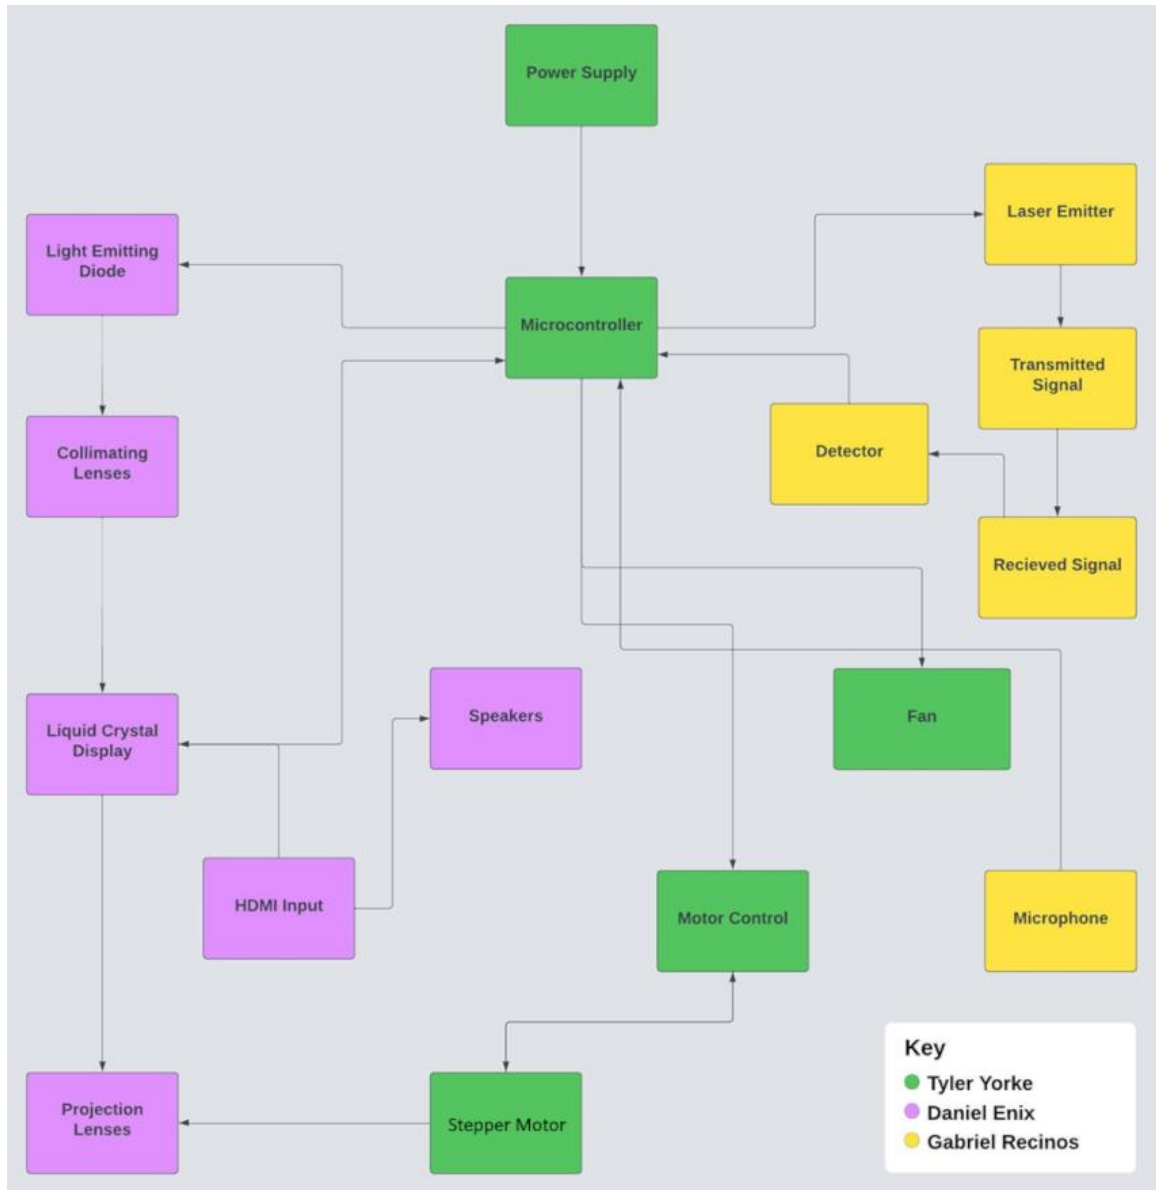 Power Supply
Laser Emitter
Light Emitting
Diode
Microcontroller
Transmitted
Signal
Collimating
Lenses
Detector
Recieved Signal
Liquid Crystal
Display
Speakers
Fan
HDMI Input
Motor Control
Microphone
Projection
Lenses
Stepper Motor
Key
Tyler Yorke
Daniel Enix
Gabriel Recinos